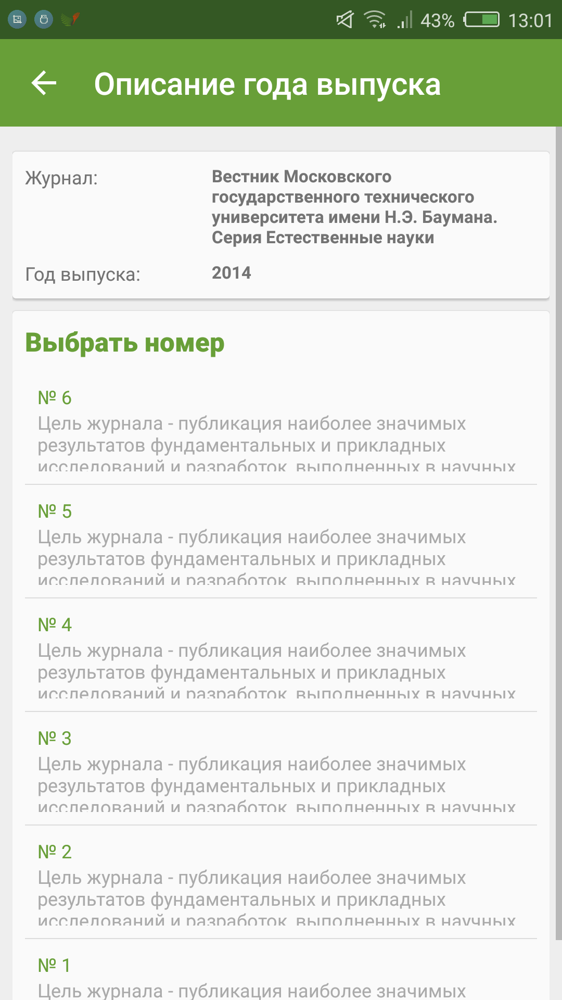 43% 13:01
Описание года выпуска
Журнал:
Вестник Московского
государственного технического
университета имени Н.Э. Баумана.
Серия Естественные науки
Год выпуска:
2014
Выбрать номер
№ 6
Цель журнала - публикация наиболее значимых
результатов фундаментальных и прикладных
исследований и разработок, выполненных в научных
№ 5
Цель журнала - публикация наиболее значимых
результатов фундаментальных и прикладных
исследований и разработок, выполненных в научных
№ 4
Цель журнала - публикация наиболее значимых
результатов фундаментальных и прикладных
исследований и разработок, выполненных в научных
№ 3
Цель журнала - публикация наиболее значимых
результатов фундаментальных и прикладных
исследований и разработок, выполненных в научных
№ 2
Цель журнала - публикация наиболее значимых
результатов фундаментальных и прикладных
исследований и разработок, выполненных в научных
№ 1
Цель журнала - публикация наиболее значимых